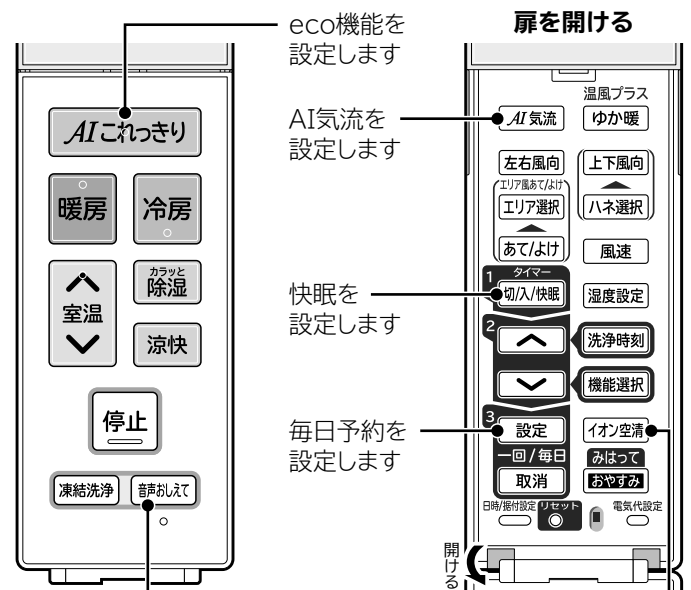 eco機能を
設定します
扉を開ける
AIこれっきり
暖房
冷房
室温
カラッと
除湿
涼快
停止
凍結洗浄
音声おしえて
AI気流を
設定します
快眠を
設定します
毎日予約を
設定します
温風プラス
AI気流
ゆか暖
左右風向
上下風向
エリア風あて/よけ
エリア選択
ハネ選択
あて/よけ
風速
1
タイマー
切/入/快眠
湿度設定
2
洗浄時刻
機能選択
3
設定
イオン空清
一回/毎日
みはって
取消
おやすみ
日時/据付設定
リセット
電気代設定
開ける